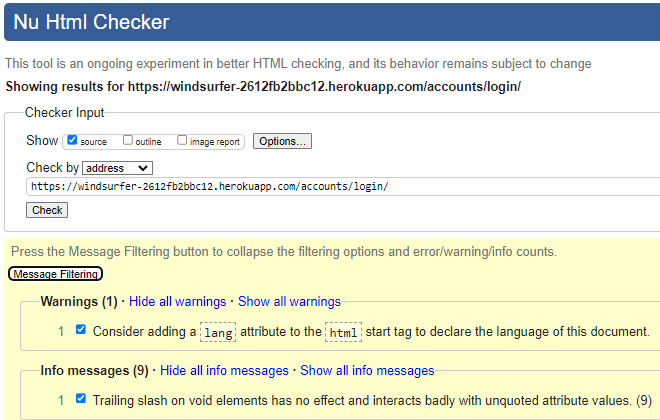 Nu Html Checker
This tool is an ongoing experiment in better HTML checking, and its behavior remains subject to change
Showing results for https://windsurfer-2612fb2bbc12.herokuapp.com/accounts/login/
Checker Input
Show source outline image report Options...
Check by address
https://windsurfer-2612fb2bbc12.herokuapp.com/accounts/login/
Check
Press the Message Filtering button to collapse the filtering options and error/warning/info counts.
Message Filtering
Warnings (1) · Hide all warnings · Show all warnings
1 Consider adding a lang attribute to the html start tag to declare the language of this document.
Info messages (9) · Hide all info messages · Show all info messages
1 Trailing slash on void elements has no effect and interacts badly with unquoted attribute values. (9)